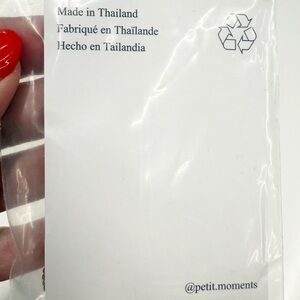 Made in Thailand
Fabriqué en Thaïlande
Hecho en Tailandia
@petit.moments